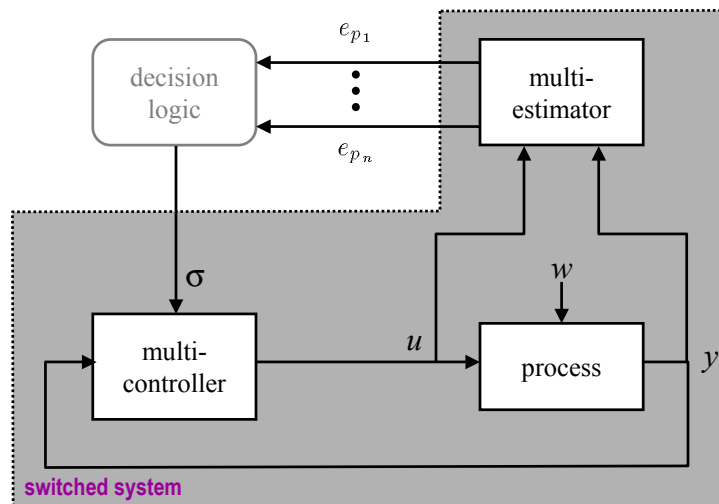 e_{p_1}
decision
logic
multi-
estimator
e_{p_n}
σ
w
multi-
controller
u
process
y
switched system